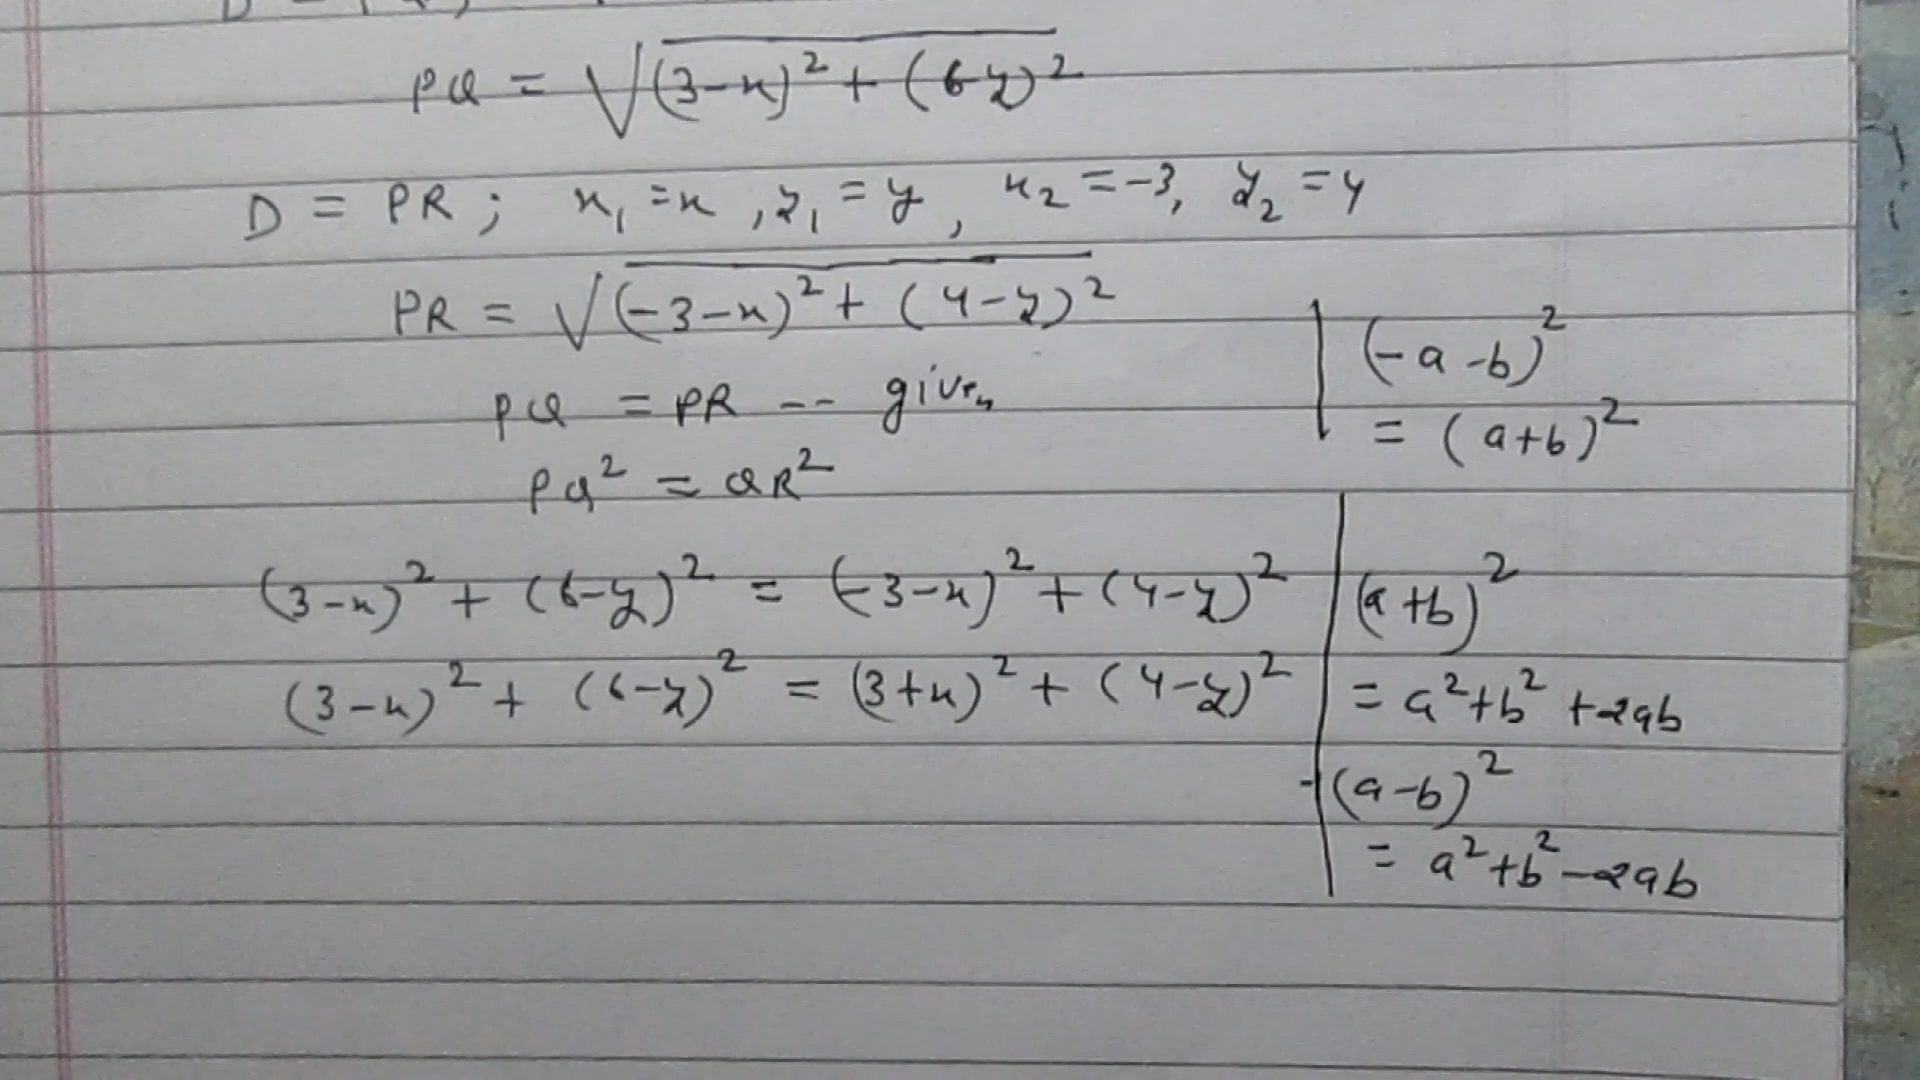 PQ = √(3-x)² + (6y)²
D = PR; x₁ = x, y₁ = y, x₂ = -3, y₂ = 4
PR = √(-3-x)² + (4-y)²
(-a-b)²
PQ = PR -- given
= (a+b)²
PQ² = QR²
(3-x)² + (6-y)² = (-3-x)² + (4-y)²
(a+b)²
(3-x)² + (6-y)² = (3+x)² + (4-y)²
= a²+b²+2ab
(a-b)²
= a²+b²-2ab